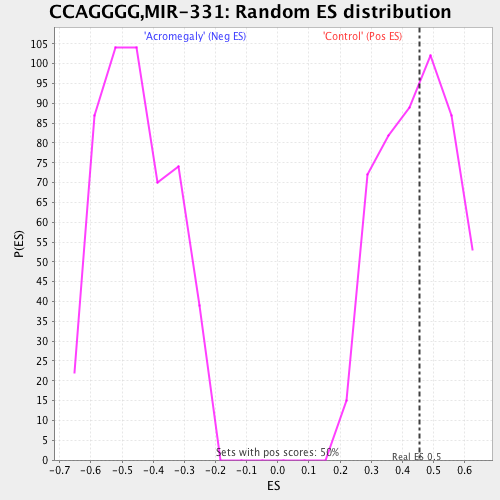 CCAGGGG,MIR-331: Random ES distribution
'Acromegaly' (Neg ES)
'Control' (Pos ES)
105
100
95
90
85
80
75
70
65
60
55
50
45
40
35
30
25
20
15
10
5
0
P(ES)
Sets with pos scores: 50%
Real ES 0,5
-0.7 -0.6 -0.5 -0.4 -0.3 -0.2 -0.1 0.0 0.1 0.2 0.3 0.4 0.5 0.6
ES